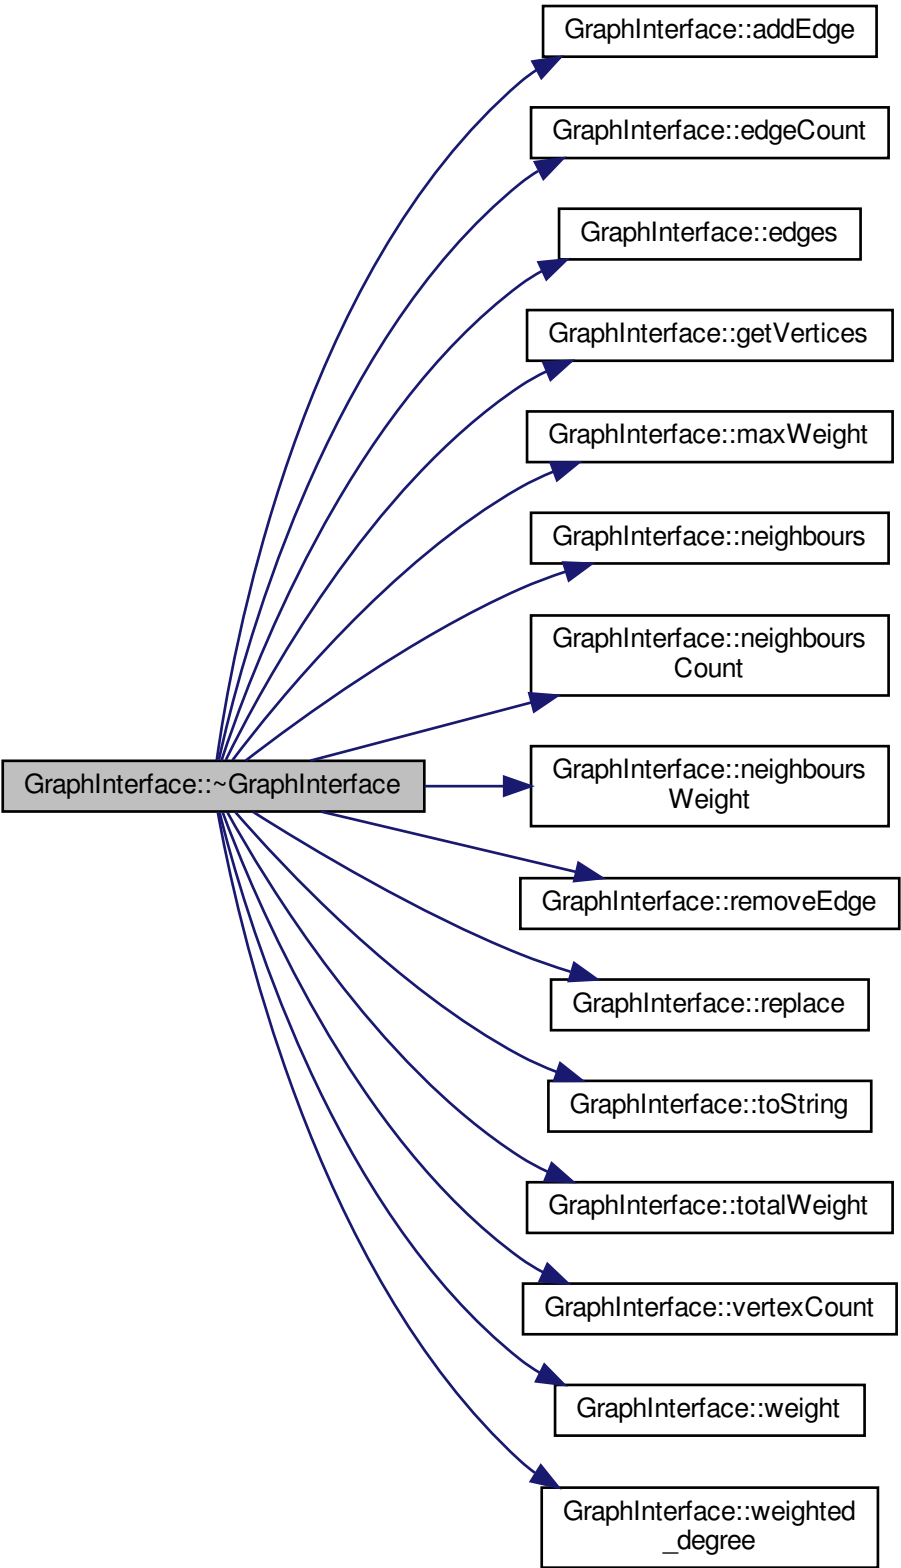 GraphInterface::addEdge
GraphInterface::edgeCount
GraphInterface::edges
GraphInterface::getVertices
GraphInterface::maxWeight
GraphInterface::neighbours
GraphInterface::neighbours
Count
GraphInterface::~GraphInterface
GraphInterface::neighbours
Weight
GraphInterface::removeEdge
GraphInterface::replace
GraphInterface::toString
GraphInterface::totalWeight
GraphInterface::vertexCount
GraphInterface::weight
GraphInterface::weighted
_degree